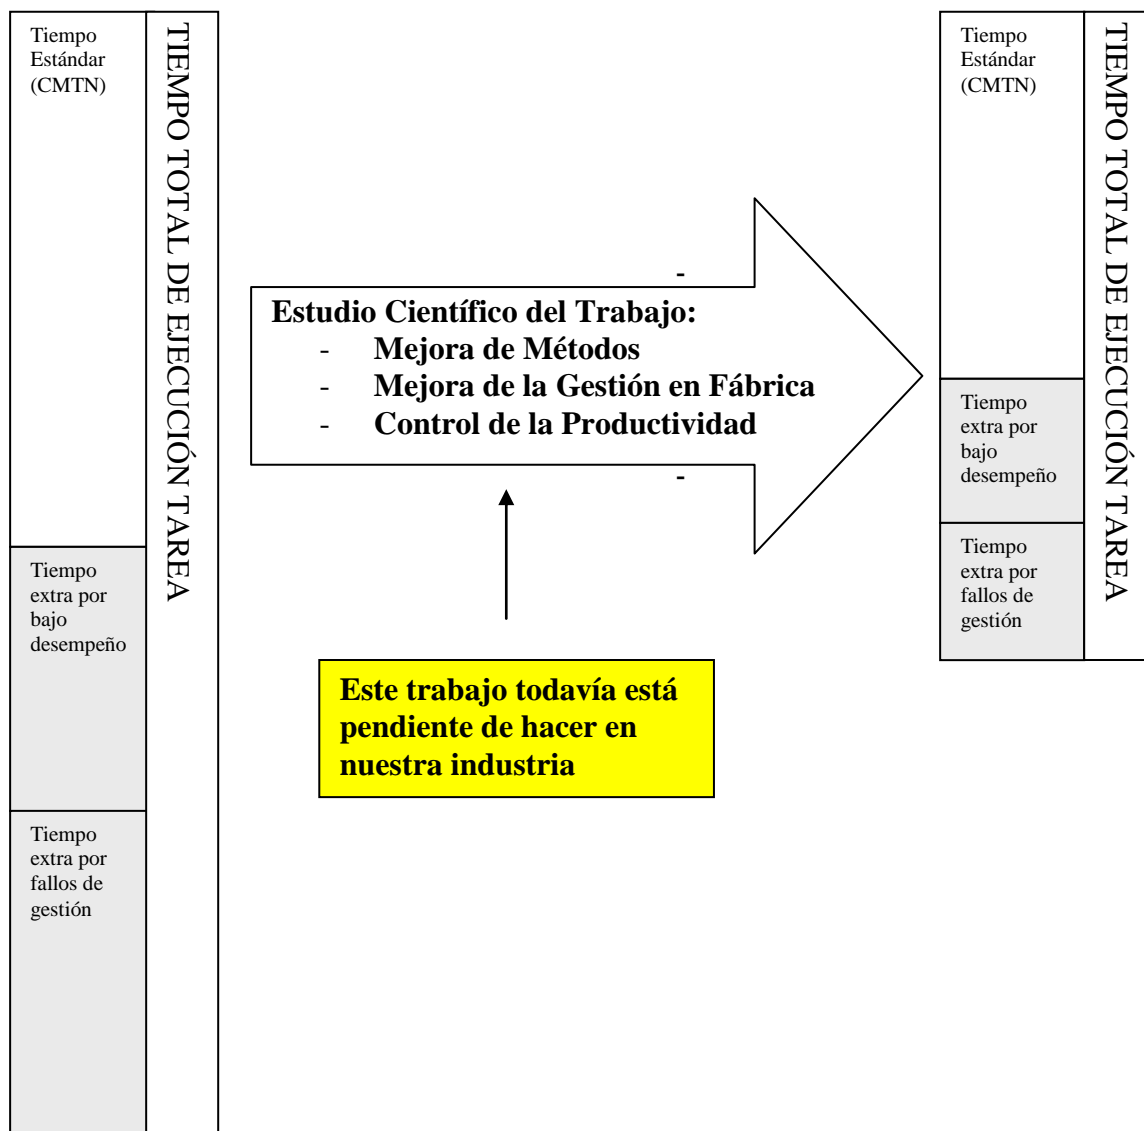 Tiempo
Estándar
(CMTN)
TIEMPO TOTAL DE EJECUCIÓN TAREA
Tiempo
extra por
bajo
desempeño
Tiempo
extra por
fallos de
gestión
-
Estudio Científico del Trabajo:
- Mejora de Métodos
- Mejora de la Gestión en Fábrica
- Control de la Productividad
-
Este trabajo todavía está
pendiente de hacer en
nuestra industria
Tiempo
Estándar
(CMTN)
TIEMPO TOTAL DE EJECUCIÓN TAREA
Tiempo
extra por
bajo
desempeño
Tiempo
extra por
fallos de
gestión